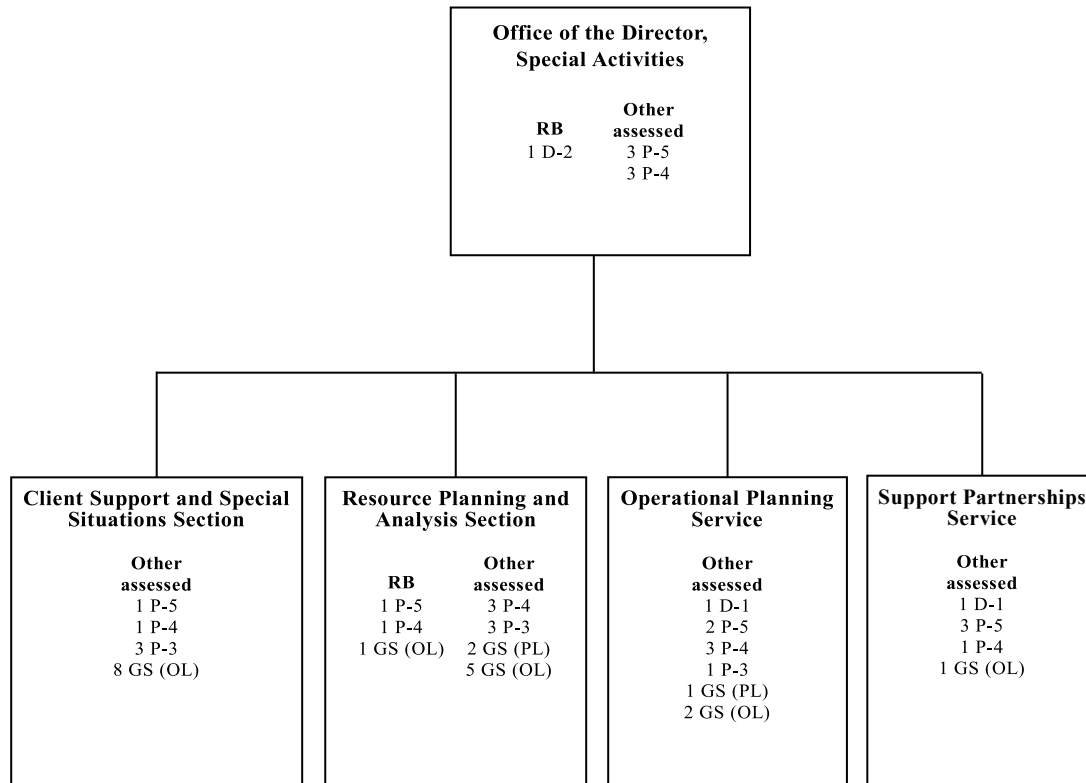 Office of the Director,
Special Activities
RB
Other
assessed
1 D-2
3 P-5
3 P-4
Client Support and Special
Situations Section
Other
assessed
1 P-5
1 P-4
3 P-3
8 GS (OL)
Resource Planning and
Analysis Section
RB
1 P-5
1 P-4
1 GS (OL)
Other
assessed
3 P-4
3 P-3
2 GS (PL)
5 GS (OL)
Operational Planning
Service
Other
assessed
1 D-1
2 P-5
3 P-4
1 P-3
1 GS (PL)
2 GS (OL)
Support Partnerships
Service
Other
assessed
1 D-1
3 P-5
1 P-4
1 GS (OL)